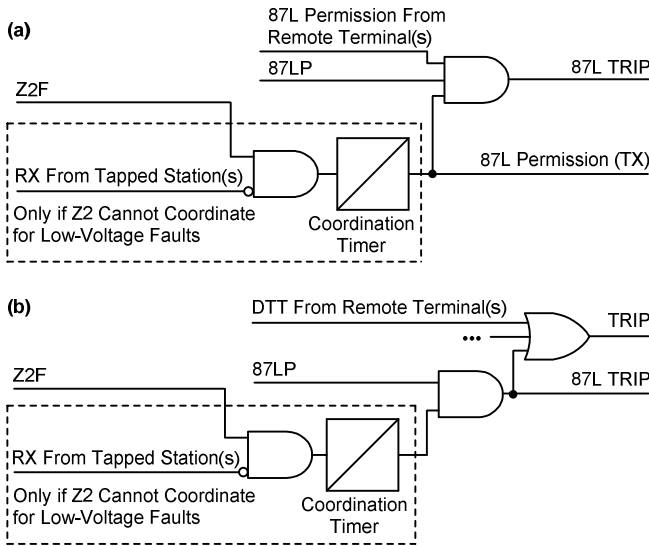 (a)
87L Permission From
Remote Terminal(s)
87LP
87L TRIP
Z2F
RX From Tapped Station(s)
87L Permission (TX)
Only if Z2 Cannot Coordinate
for Low-Voltage Faults
Coordination
Timer
(b)
DTT From Remote Terminal(s)
TRIP
...
Z2F
87LP
87L TRIP
RX From Tapped Station(s)
Only if Z2 Cannot Coordinate
for Low-Voltage Faults
Coordination
Timer